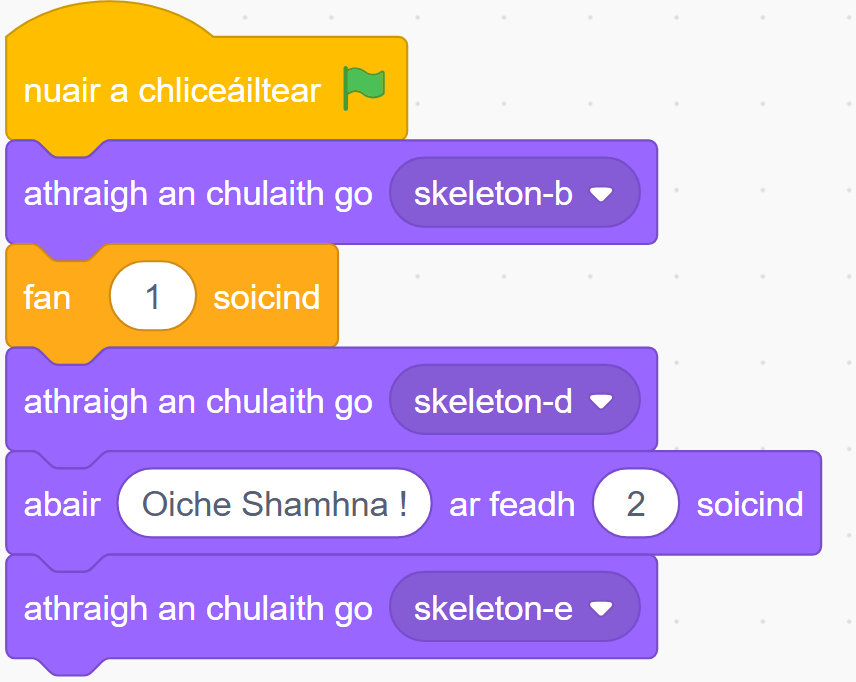 nuair a chliceáiltear
athraigh an chulaith go skeleton-b
fan 1 soicind
athraigh an chulaith go skeleton-d
abair Oiche Shamhna ! ar feadh 2 soicind
athraigh an chulaith go skeleton-e